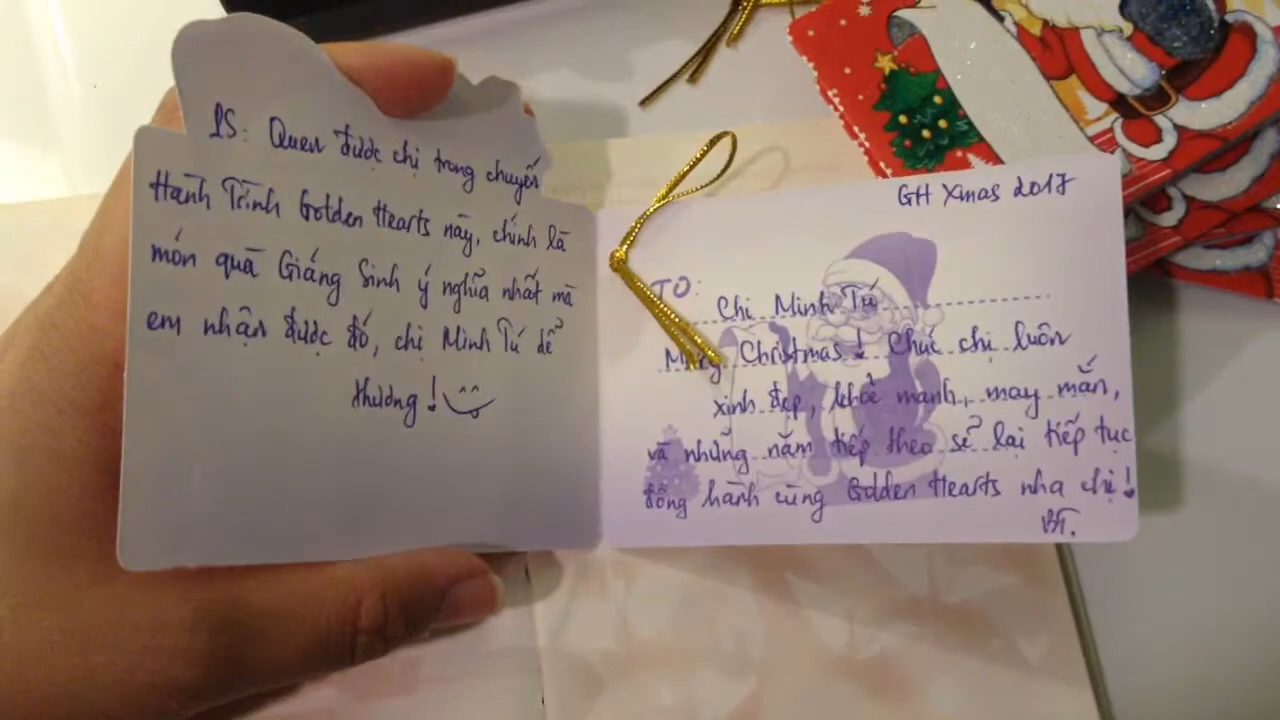 PS: Quen được chị trong chuyến
Hành Trình Golden Hearts này, chính là
món quà Giáng Sinh ý nghĩa nhất mà
em nhận được đó, chị Minh Tú dễ
thương!
GH Xmas 2017
TO: Chị Minh Tú
Merry Christmas! Chúc chị luôn
xinh đẹp, khoẻ mạnh, may mắn,
và những năm tiếp theo sẽ lại tiếp tục
đồng hành cùng Golden Hearts nha chị!